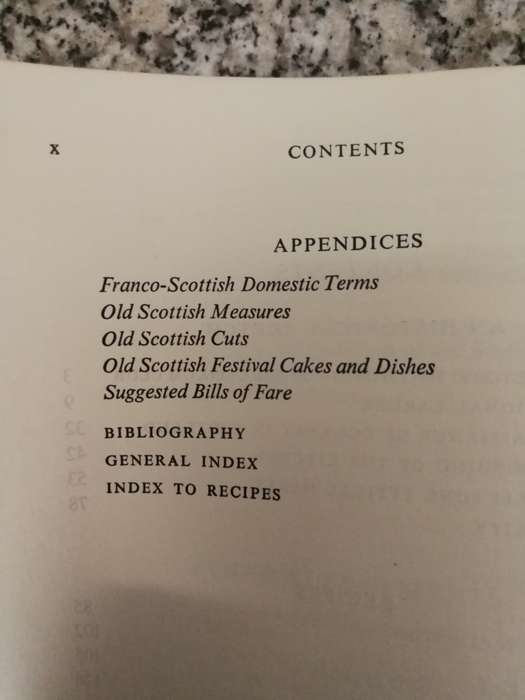 x CONTENTS
APPENDICES
Franco-Scottish Domestic Terms
Old Scottish Measures
Old Scottish Cuts
Old Scottish Festival Cakes and Dishes
Suggested Bills of Fare
BIBLIOGRAPHY
GENERAL INDEX
INDEX TO RECIPES